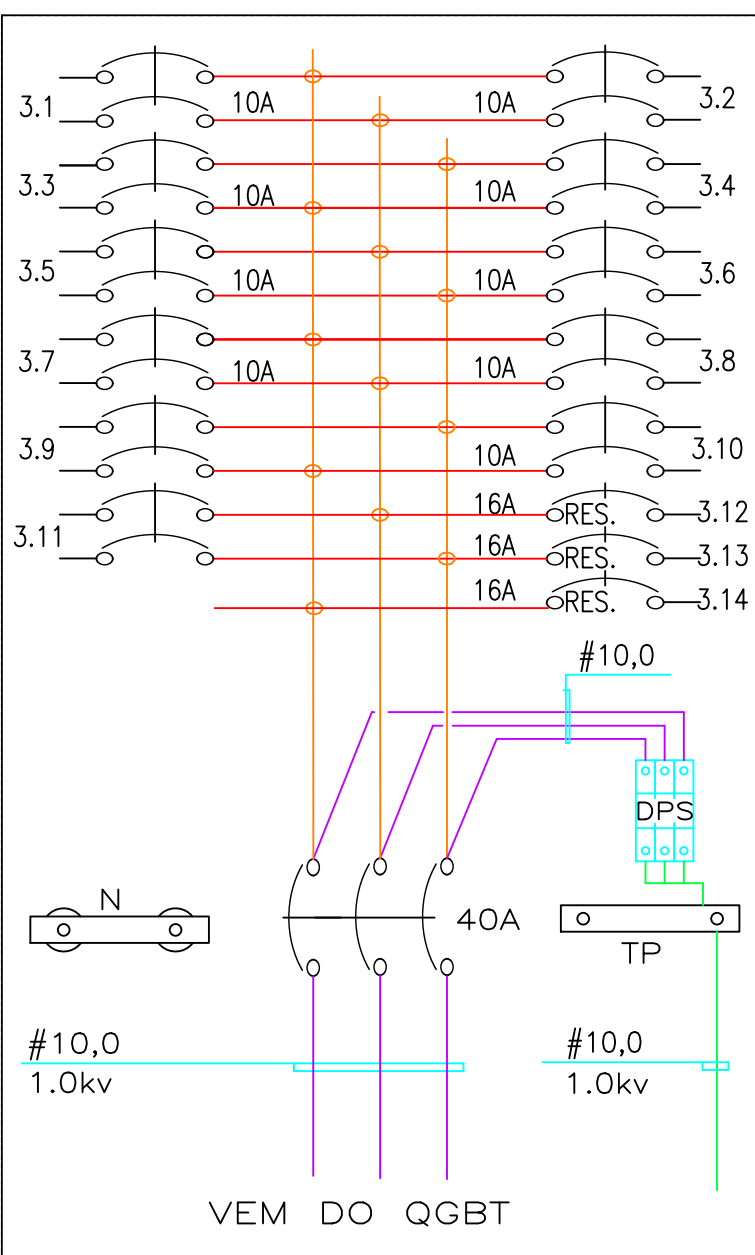 3.1 10A 10A 3.2
3.3 10A 10A 3.4
3.5 10A 10A 3.6
3.7 10A 10A 3.8
3.9 10A 3.10
3.11 16A RES. 3.12
16A RES. 3.13
16A RES. 3.14
#10,0
DPS
N
40A
TP
#10,0
1.0kv
#10,0
1.0kv
VEM DO QGBT